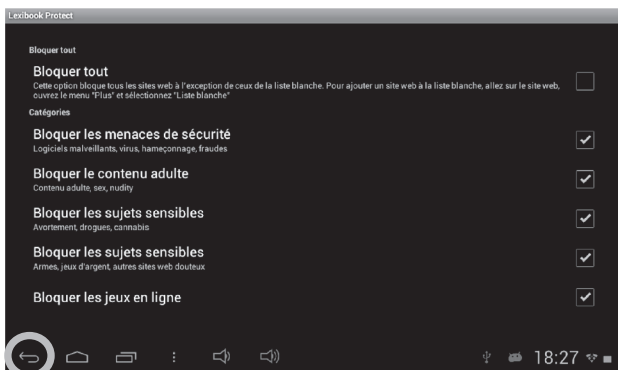 Lexibook Protect
Bloquer tout
Bloquer tout
Cette option bloque tous les sites web à l'exception de ceux de la liste blanche. Pour ajouter un site web à la liste blanche, allez sur le site web,
ouvrez le menu "Plus" et sélectionnez "Liste blanche"
Catégories
Bloquer les menaces de sécurité
Logiciels malveillants, virus, hameçonnage, fraudes
Bloquer le contenu adulte
Contenu adulte, sex, nudity
Bloquer les sujets sensibles
Avortement, drogues, cannabis
Bloquer les sujets sensibles
Armes, jeux d'argent, autres sites web douteux
Bloquer les jeux en ligne
18:27